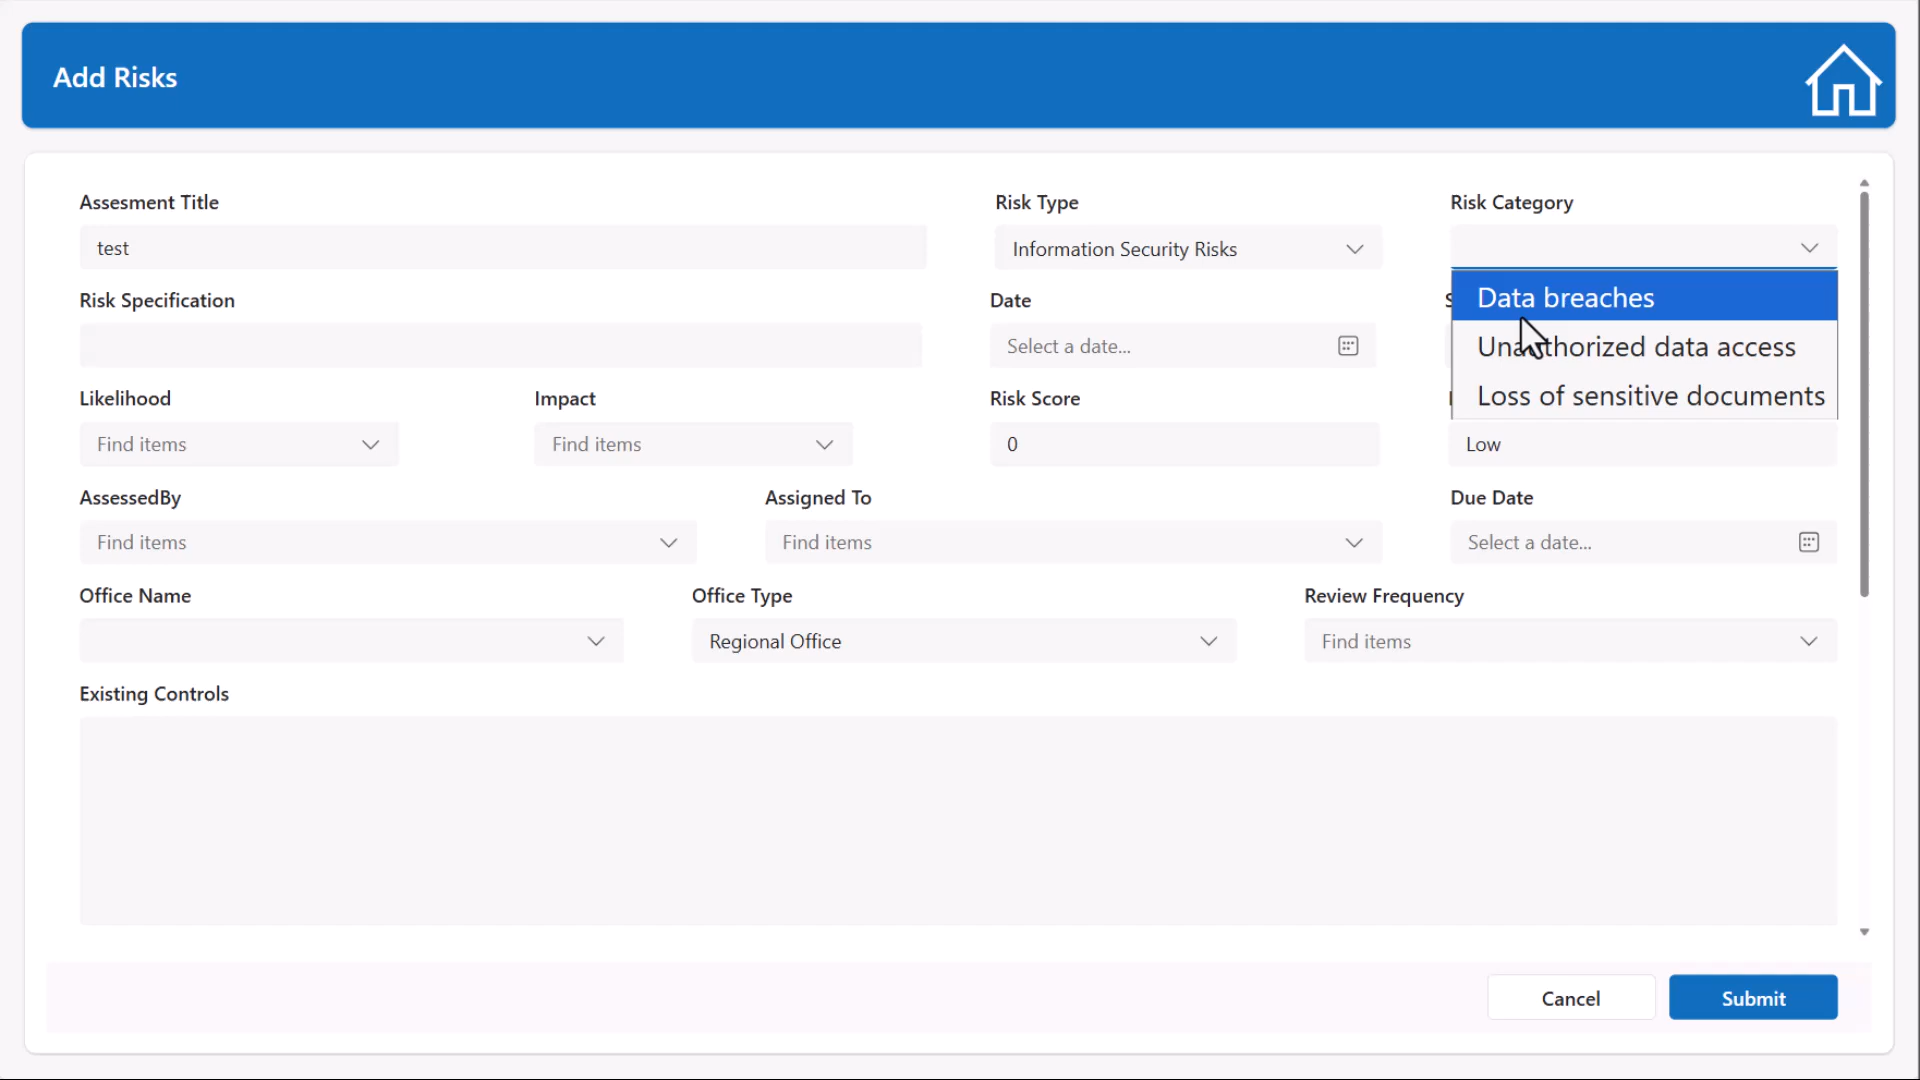 Add Risks
Assesment Title
Risk Type
Risk Category
test
Information Security Risks
Data breaches
Unauthorized data access
Loss of sensitive documents
Risk Specification
Date
Select a date...
Likelihood
Impact
Risk Score
Find items
Find items
0
Low
AssessedBy
Assigned To
Due Date
Find items
Find items
Select a date...
Office Name
Office Type
Review Frequency
Regional Office
Find items
Existing Controls
Cancel
Submit